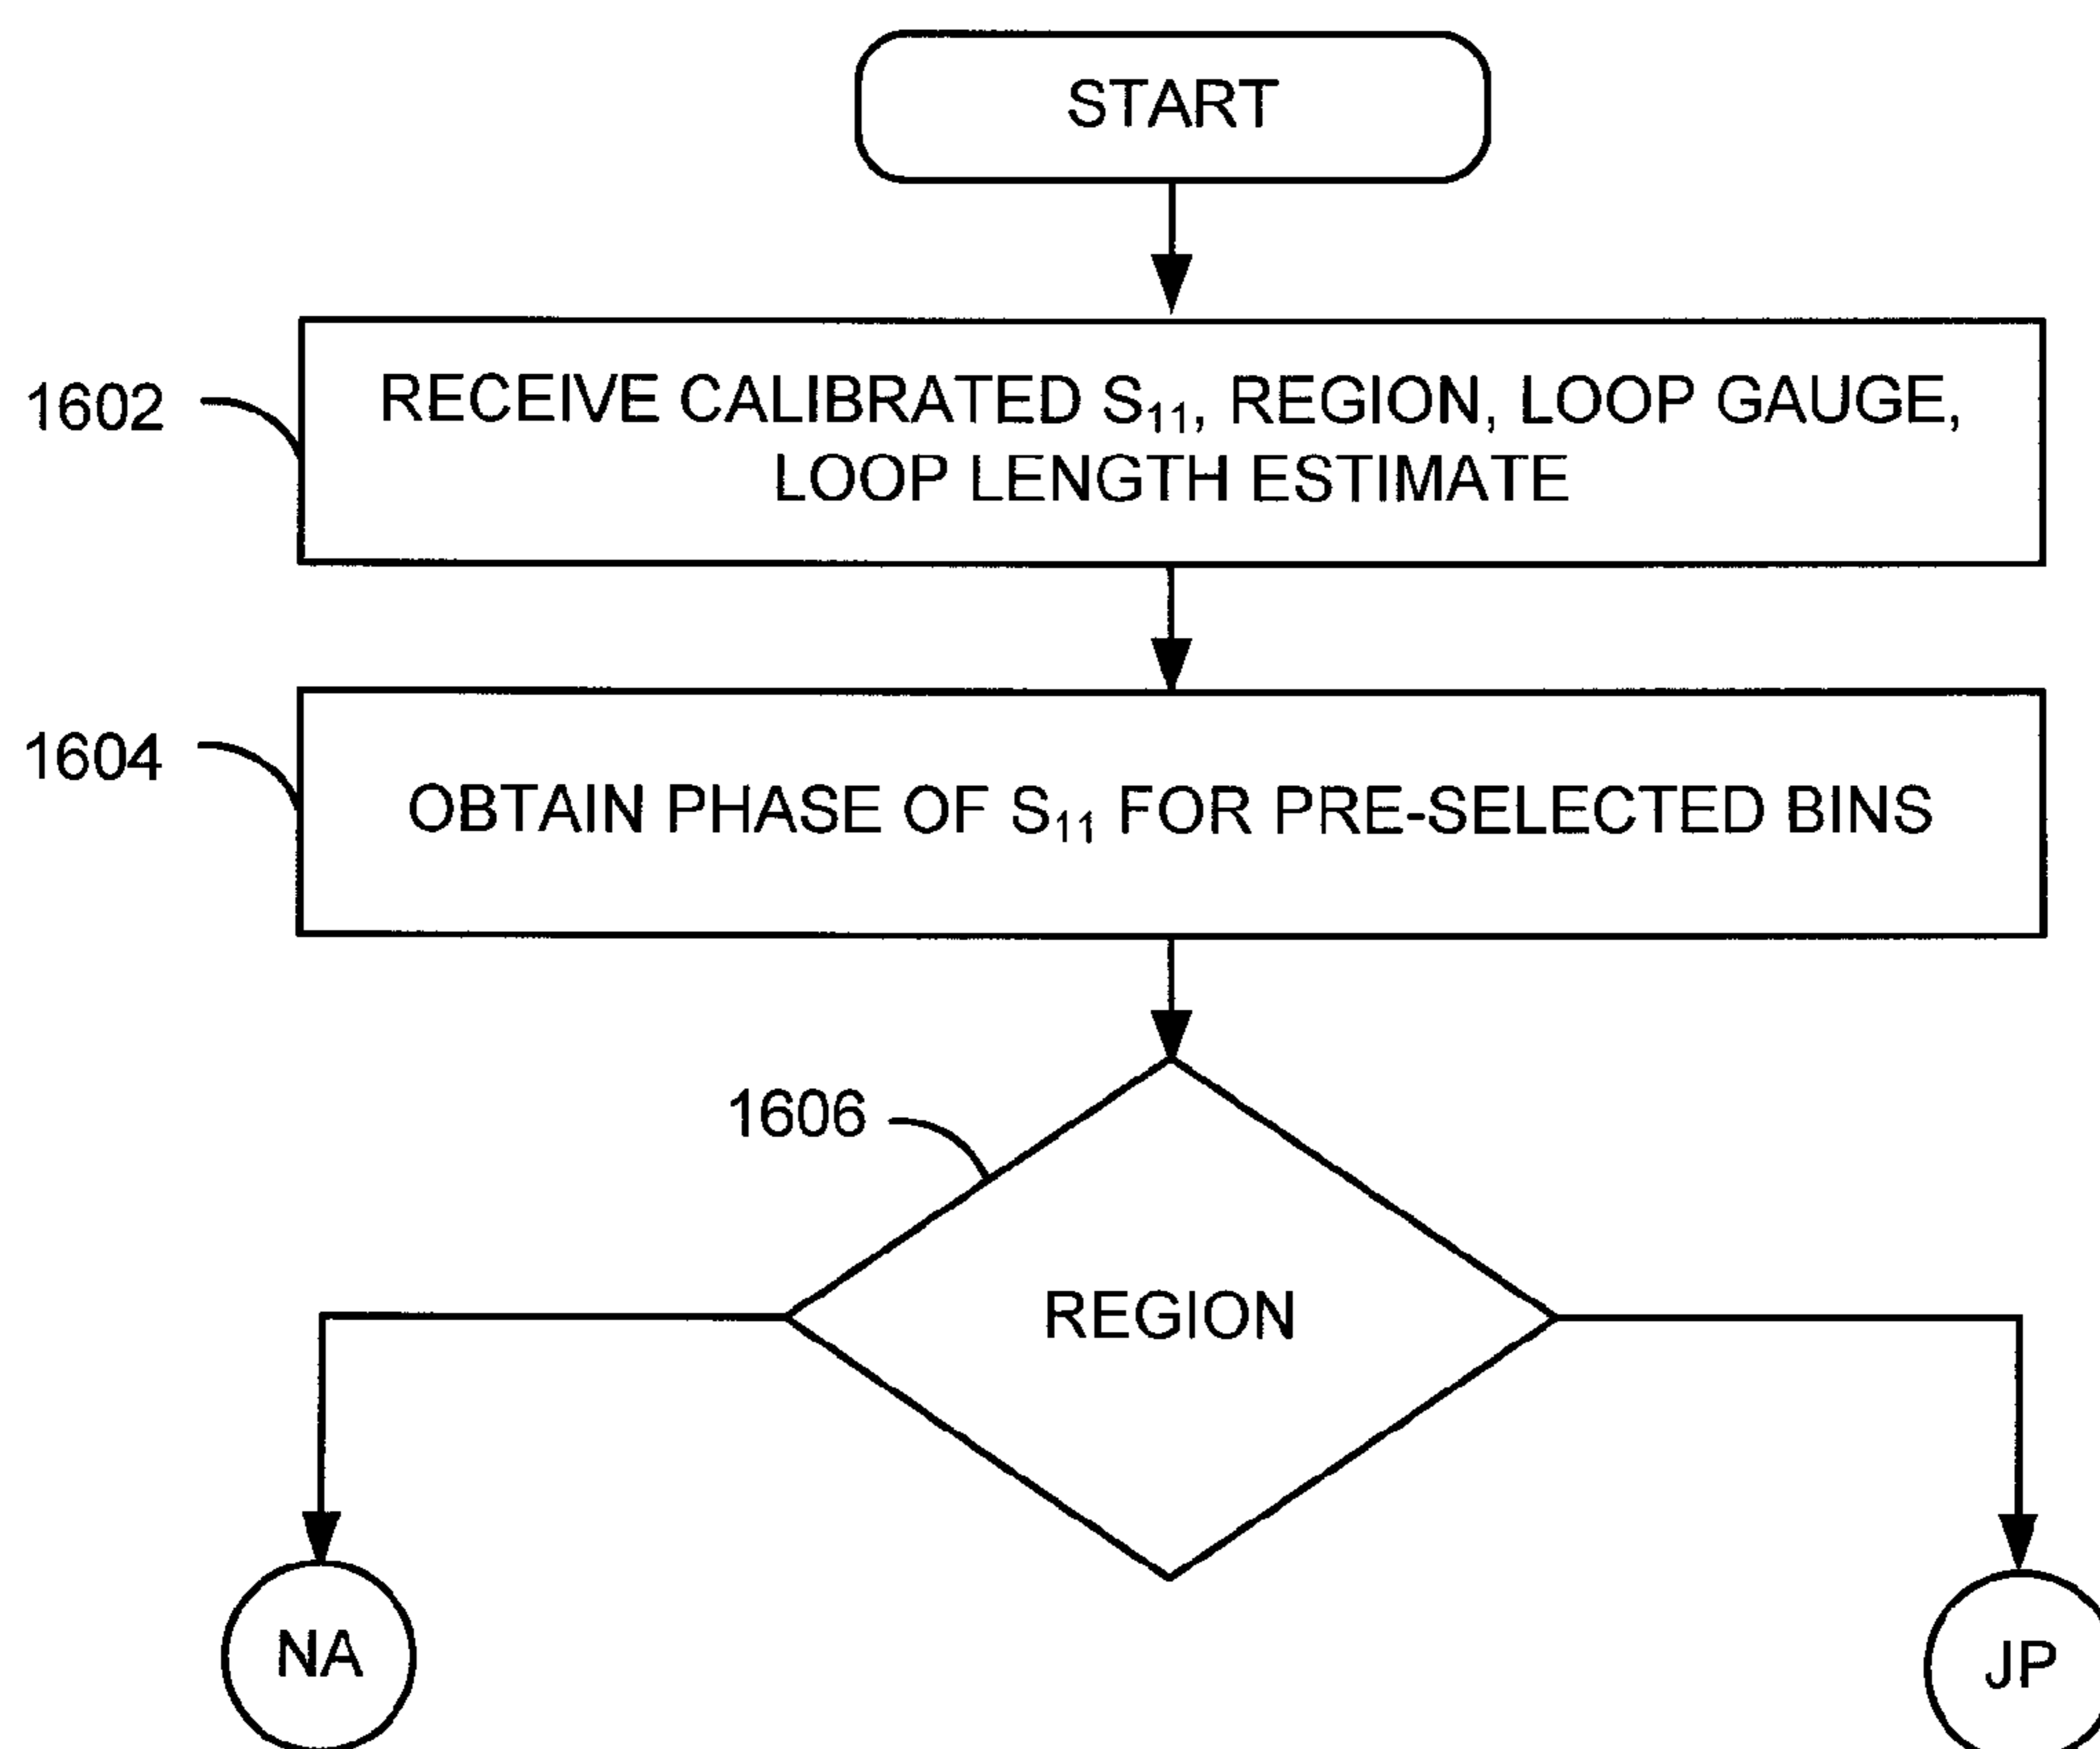 START
1602
RECEIVE CALIBRATED S₁₁, REGION, LOOP GAUGE,
LOOP LENGTH ESTIMATE
1604
OBTAIN PHASE OF S₁₁ FOR PRE-SELECTED BINS
1606
REGION
NA
JP